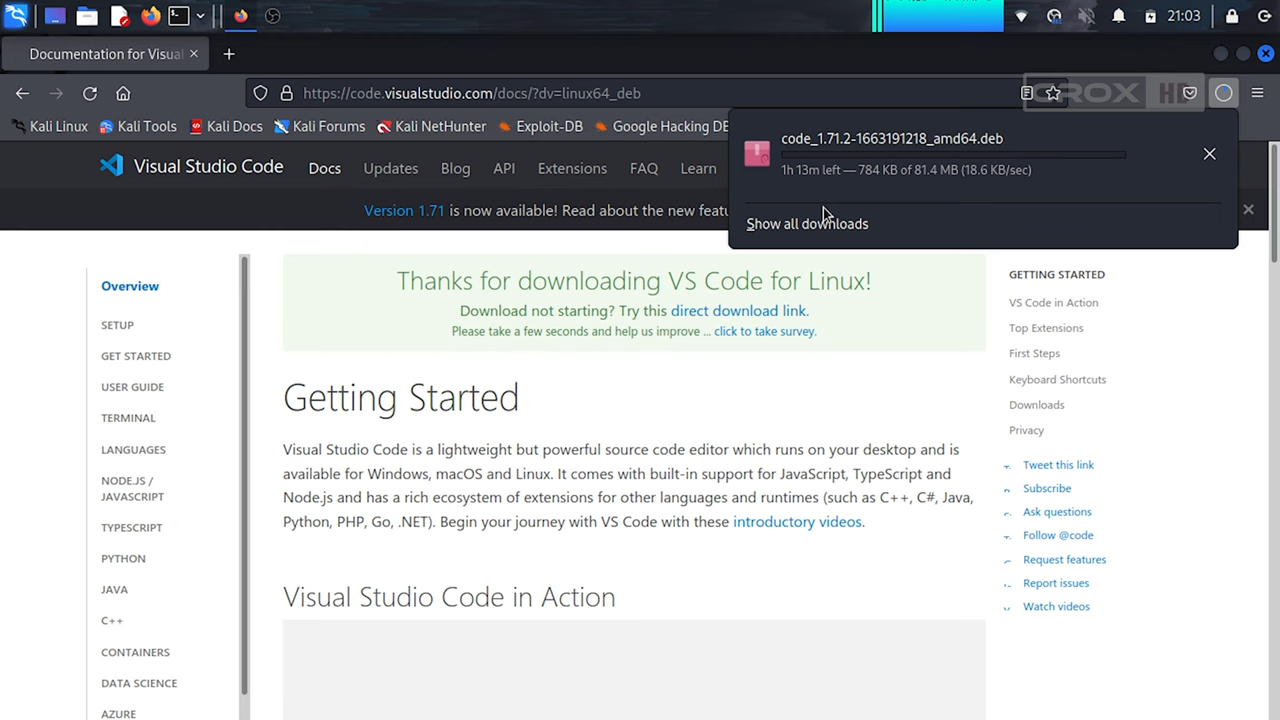 21:03
Documentation for Visual
https://code.visualstudio.com/docs/?dv=linux64_deb
CROX HD
Kali Linux
Kali Tools
Kali Docs
Kali Forums
Kali NetHunter
Exploit-DB
Google Hacking DB
code_1.71.2-1663191218_amd64.deb
1h 13m left — 784 KB of 81.4 MB (18.6 KB/sec)
Show all downloads
Visual Studio Code
Docs
Updates
Blog
API
Extensions
FAQ
Learn
Version 1.71 is now available! Read about the new featu
Overview
SETUP
GET STARTED
USER GUIDE
TERMINAL
LANGUAGES
NODE.JS /
JAVASCRIPT
TYPESCRIPT
PYTHON
JAVA
C++
CONTAINERS
DATA SCIENCE
AZURE
Thanks for downloading VS Code for Linux!
Download not starting? Try this direct download link.
Please take a few seconds and help us improve ... click to take survey.
Getting Started
Visual Studio Code is a lightweight but powerful source code editor which runs on your desktop and is
available for Windows, macOS and Linux. It comes with built-in support for JavaScript, TypeScript and
Node.js and has a rich ecosystem of extensions for other languages and runtimes (such as C++, C#, Java,
Python, PHP, Go, .NET). Begin your journey with VS Code with these introductory videos.
Visual Studio Code in Action
GETTING STARTED
VS Code in Action
Top Extensions
First Steps
Keyboard Shortcuts
Downloads
Privacy
Tweet this link
Subscribe
Ask questions
Follow @code
Request features
Report issues
Watch videos